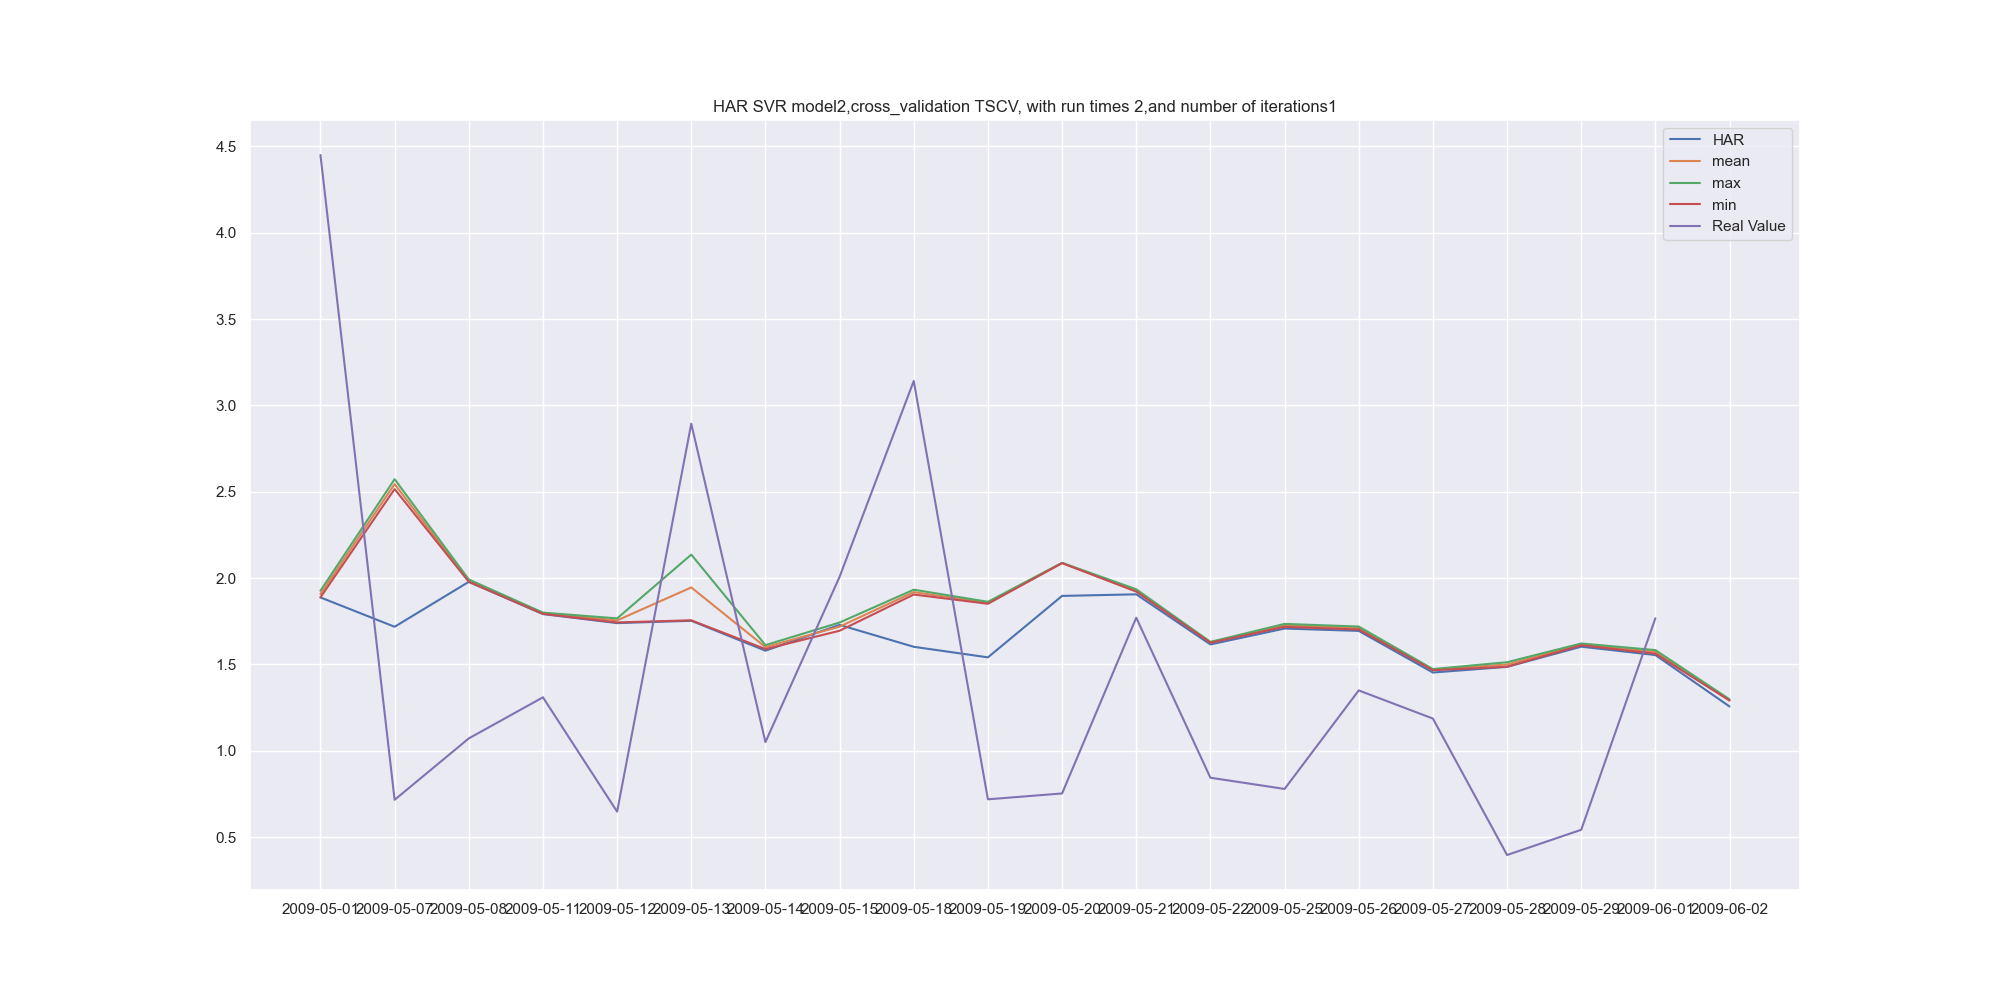 HAR SVR model2,cross_validation TSCV, with run times 2,and number of iterations1
HAR
mean
max
min
Real Value
4.5
4.0
3.5
3.0
2.5
2.0
1.5
1.0
0.5
2009-05-01 2009-05-07 2009-05-08 2009-05-11 2009-05-12 2009-05-13 2009-05-14 2009-05-15 2009-05-18 2009-05-19 2009-05-20 2009-05-21 2009-05-22 2009-05-25 2009-05-26 2009-05-27 2009-05-28 2009-05-29 2009-06-01 2009-06-02